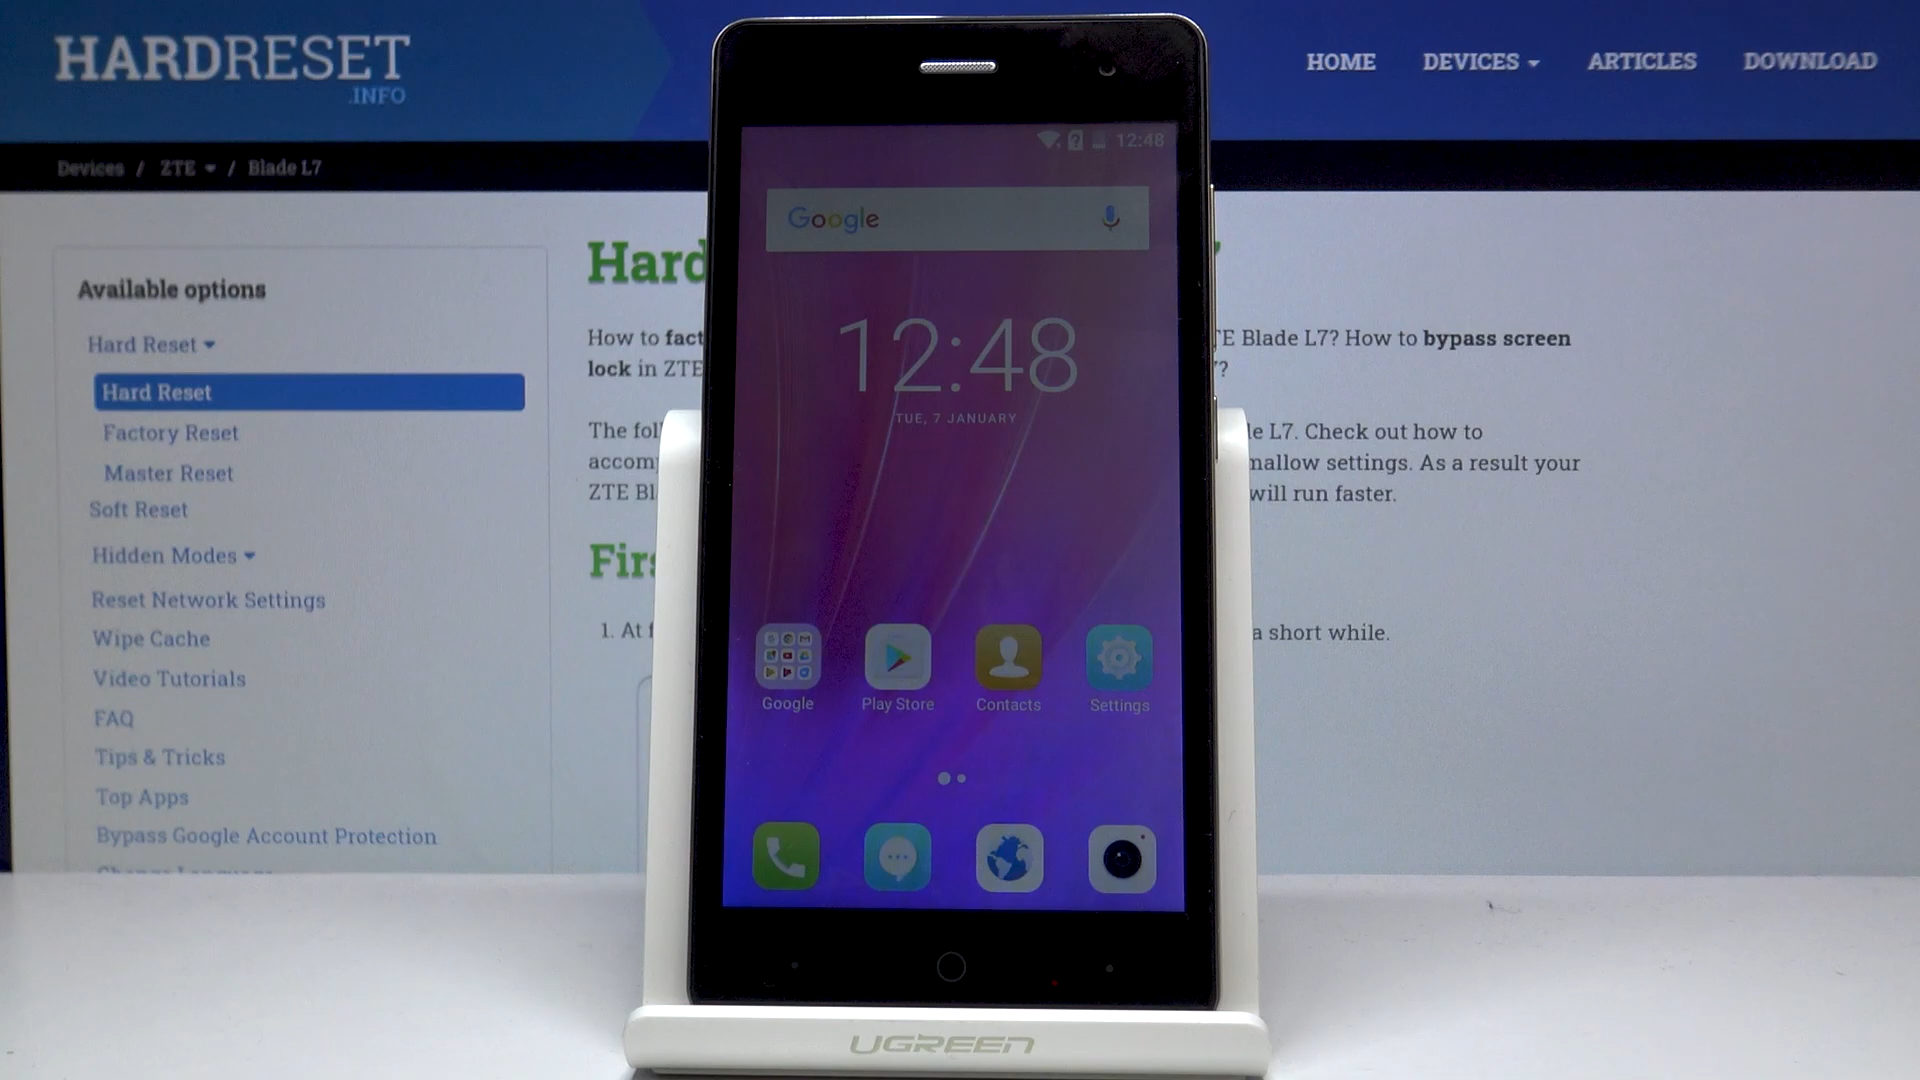 HARDRESET
.INFO
HOME DEVICES ARTICLES DOWNLOAD
Devices / ZTE / Blade L7
Available options
Hard Reset
Hard Reset
Factory Reset
Master Reset
Soft Reset
Hidden Modes
Reset Network Settings
Wipe Cache
Video Tutorials
FAQ
Tips & Tricks
Top Apps
Bypass Google Account Protection
Hard
How to fact
lock in ZTE
Blade L7? How to bypass screen
?
The fol
accom
ZTE Bl
L7. Check out how to
settings. As a result your
will run faster.
1. At f
a short while.
12:48
Google
12:48
TUE, 7 JANUARY
Google Play Store Contacts Settings
UGREEN